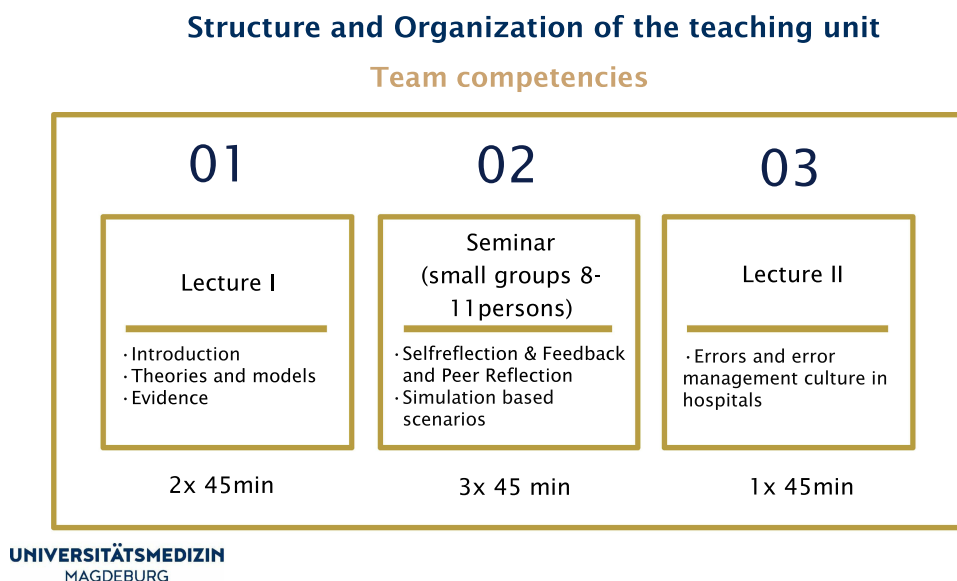 Structure and Organization of the teaching unit
Team competencies
01
Lecture I
· Introduction
· Theories and models
· Evidence
2x 45min
02
Seminar
(small groups 8-
11persons)
· Selfreflection & Feedback
and Peer Reflection
· Simulation based
scenarios
3x 45 min
03
Lecture II
· Errors and error
management culture in
hospitals
1x 45min
UNIVERSITÄTSMEDIZIN
MAGDEBURG